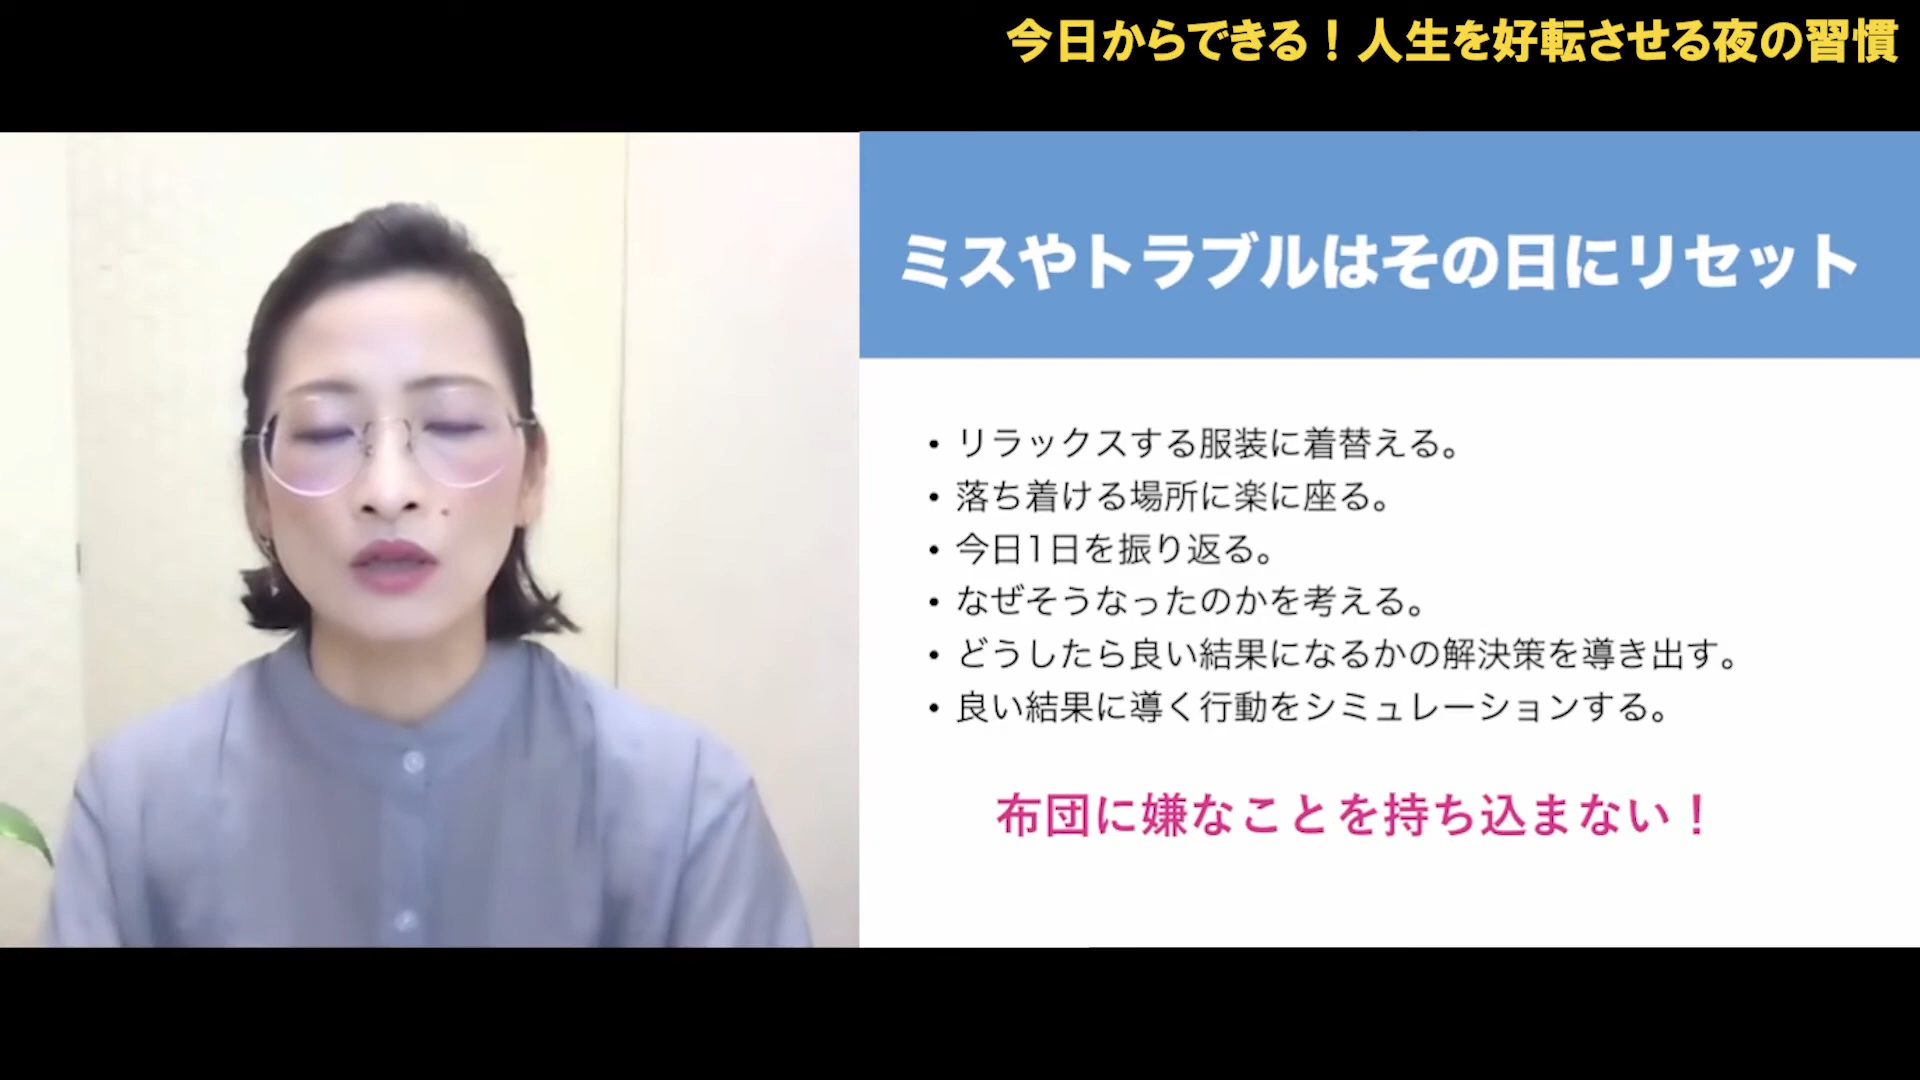 今日からできる！人生を好転させる夜の習慣
ミスやトラブルはその日にリセット
• リラックスする服装に着替える。
• 落ち着ける場所に楽に座る。
• 今日1日を振り返る。
• なぜそうなったのかを考える。
• どうしたら良い結果になるかの解決策を導き出す。
• 良い結果に導く行動をシミュレーションする。
布団に嫌なことを持ち込まない！